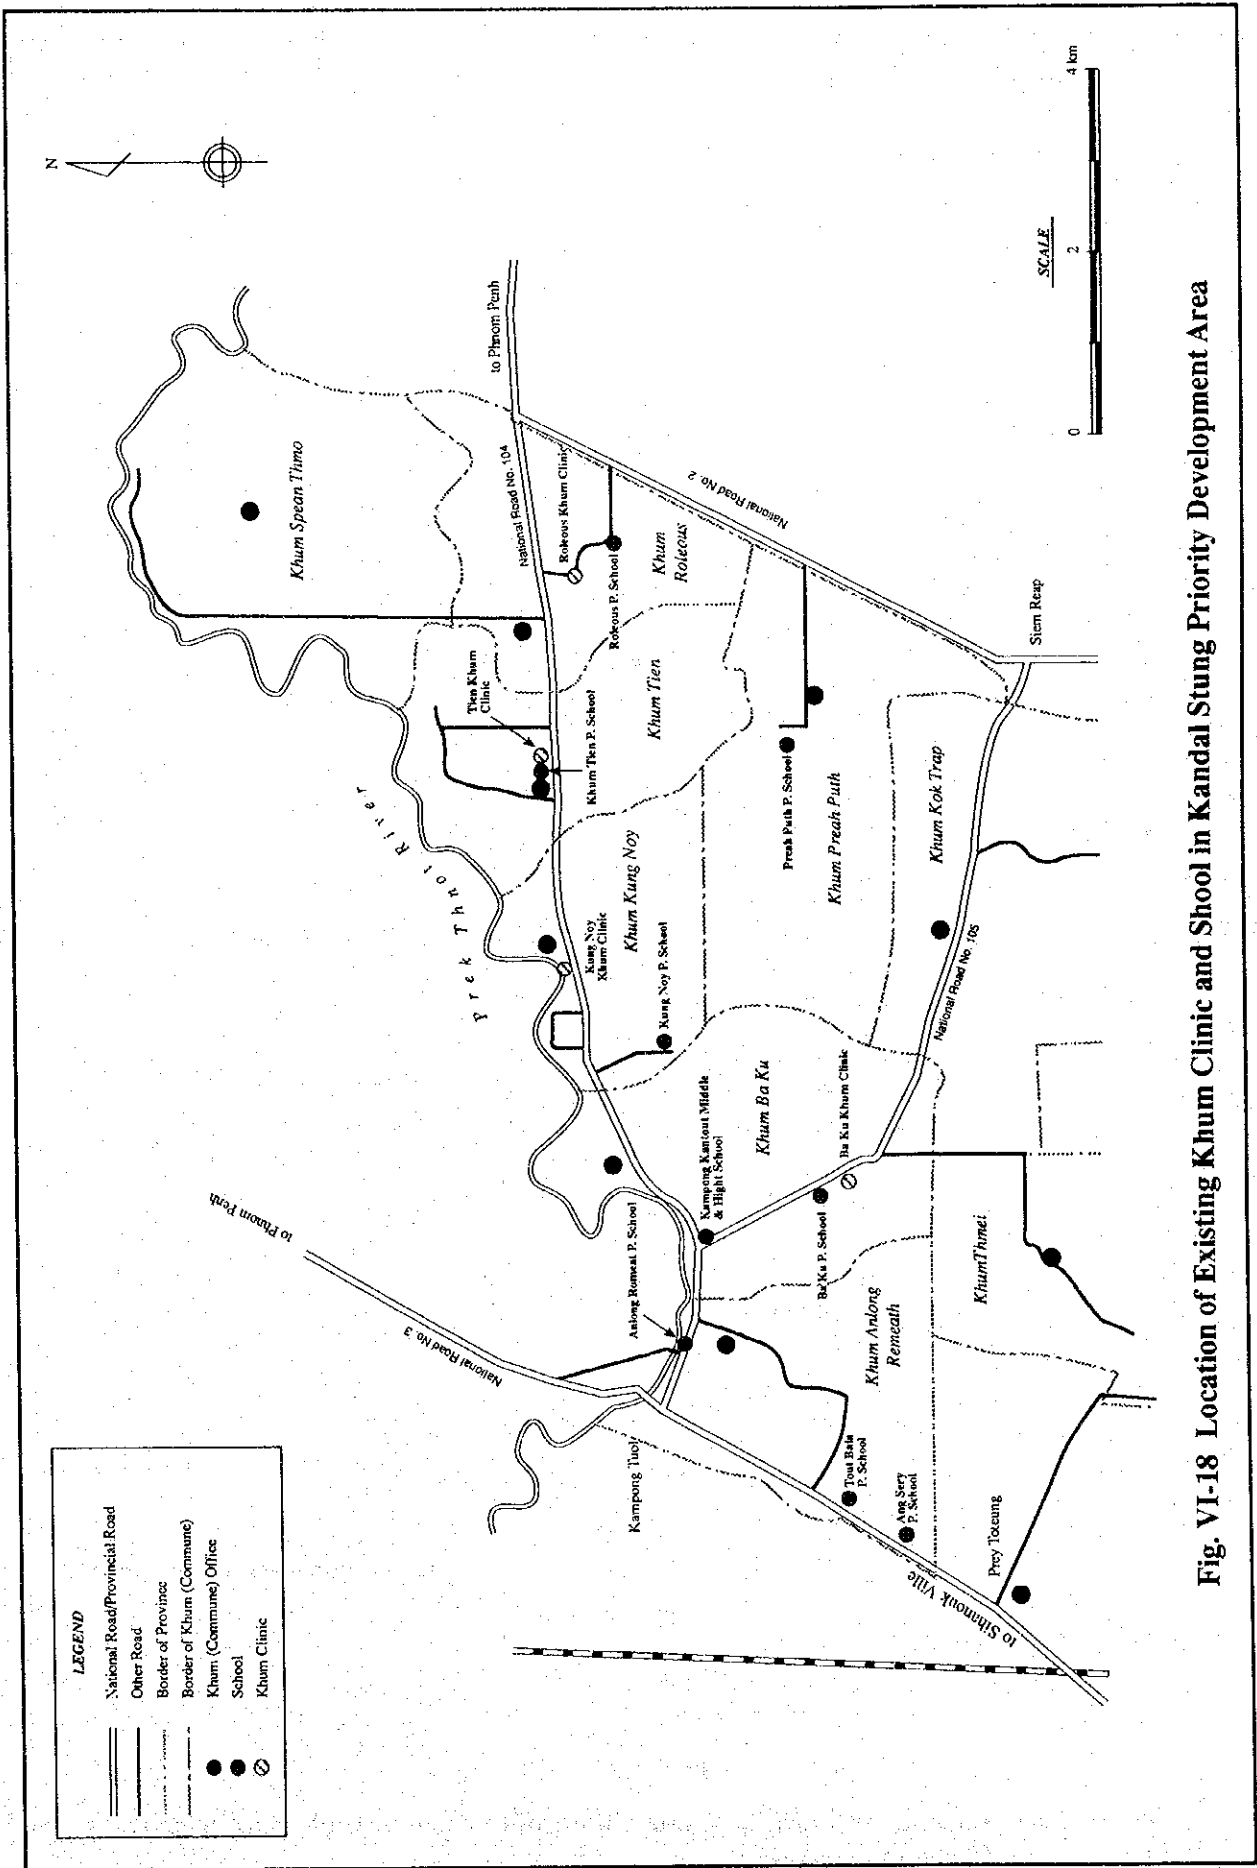 LEGEND
National Road/Provincial Road
Other Road
Border of Province
Border of Khum (Commune)
Khum (Commune) Office
School
Khum Clinic
N
to Phnom Penh
National Road No. 3
Kampong Tuol
to Sihanouk Ville
Prey Toteung
Prek Thnot River
Khum Spean Thmo
to Phnom Penh
National Road No. 104
Roleous Khum Clinic
Roleous P. School
Khum
Roleous
National Road No. 2
Tien Khum
Clinic
Khum Tien P. School
Khum Tien
Kung Noy
Khum Clinic
Khum Kung Noy
Kung Noy P. School
Preah Puth P. School
Khum Preah Puth
Khum Kok Trap
Siem Reap
National Road No. 105
Kampong Kantout Middle
& Hight School
Khum Ba Ku
Ba Ku Khum Clinic
Ba Ku P. School
Anlong Romeat P. School
Khum Anlong
Remeath
Khum Thmei
Tout Bala
P. School
Ang Sery
P. School
SCALE
0
2
4 km
Fig. VI-18 Location of Existing Khum Clinic and Shool in Kandal Stung Priority Development Area